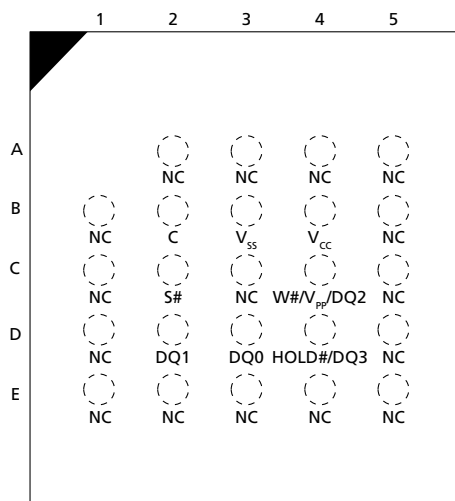 1 2 3 4 5
A
NC NC NC NC
B
NC C VSS VCC NC
C
NC S# NC W#/VPP/DQ2 NC
D
NC DQ1 DQ0 HOLD#/DQ3 NC
E
NC NC NC NC NC